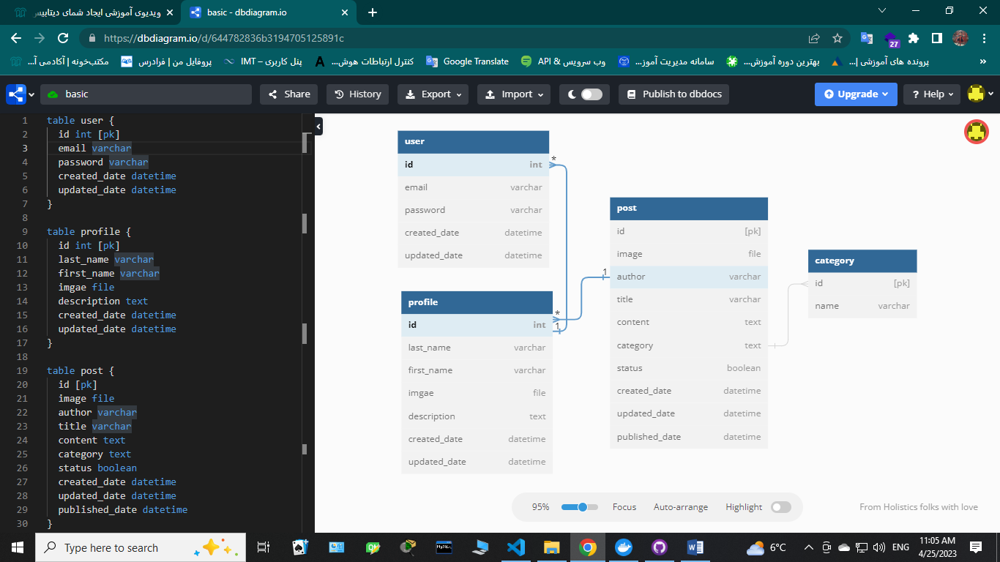 ویدیوی آموزشی ایجاد شمای دیتابیس
basic - dbdiagram.io
https://dbdiagram.io/d/644782836b3194705125891c
27
مکتب‌خونه | آکادمی آ...
پروفایل من | فرادرس
پنل کاربری – IMT
کنترل ارتباطات هوش...
Google Translate
وب سرویس & API
سامانه مدیریت آموز...
بهترین دوره آموزش...
پرونده های آموزشی |...
»
basic
Share
History
Export
Import
Publish to dbdocs
Upgrade
? Help
1 table user {
2 id int [pk]
3 email varchar
4 password varchar
5 created_date datetime
6 updated_date datetime
7 }
8
9 table profile {
10 id int [pk]
11 last_name varchar
12 first_name varchar
13 imgae file
14 description text
15 created_date datetime
16 updated_date datetime
17 }
18
19 table post {
20 id [pk]
21 image file
22 author varchar
23 title varchar
24 content text
25 category text
26 status boolean
27 created_date datetime
28 updated_date datetime
29 published_date datetime
30 }
user
id int
*
email varchar
password varchar
created_date datetime
updated_date datetime
profile
*
id int
1
last_name varchar
first_name varchar
imgae file
description text
created_date datetime
updated_date datetime
post
id [pk]
image file
1
author varchar
title varchar
content text
category text
status boolean
created_date datetime
updated_date datetime
published_date datetime
category
id [pk]
name varchar
95%
Focus
Auto-arrange
Highlight
From Holistics folks with love
Type here to search
QT
MySQL
W
6°C
ENG
11:05 AM
4/25/2023